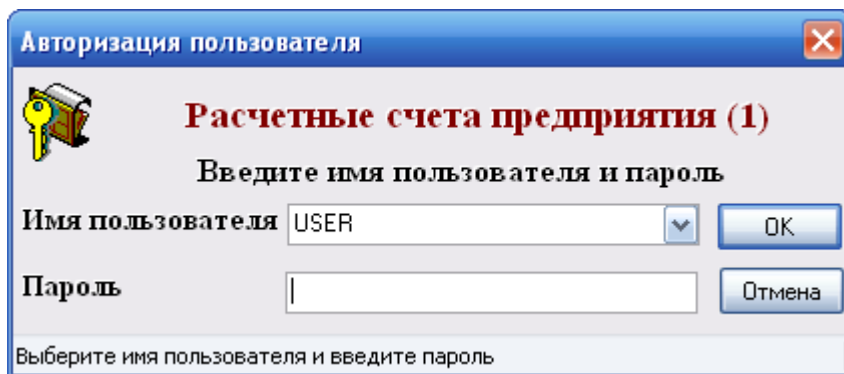 Авторизация пользователя
Расчетные счета предприятия (1)
Введите имя пользователя и пароль
Имя пользователя USER OK
Пароль Отмена
Выберите имя пользователя и введите пароль